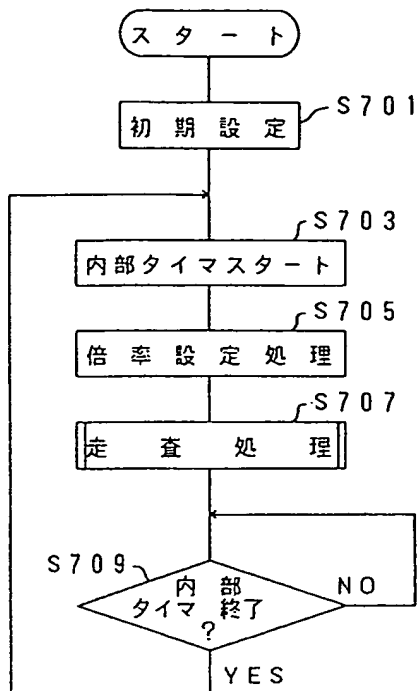 スタート
S701
初期設定
S703
内部タイマスタート
S705
倍率設定処理
S707
走査処理
S709
内部
タイマ終了
?
NO
YES